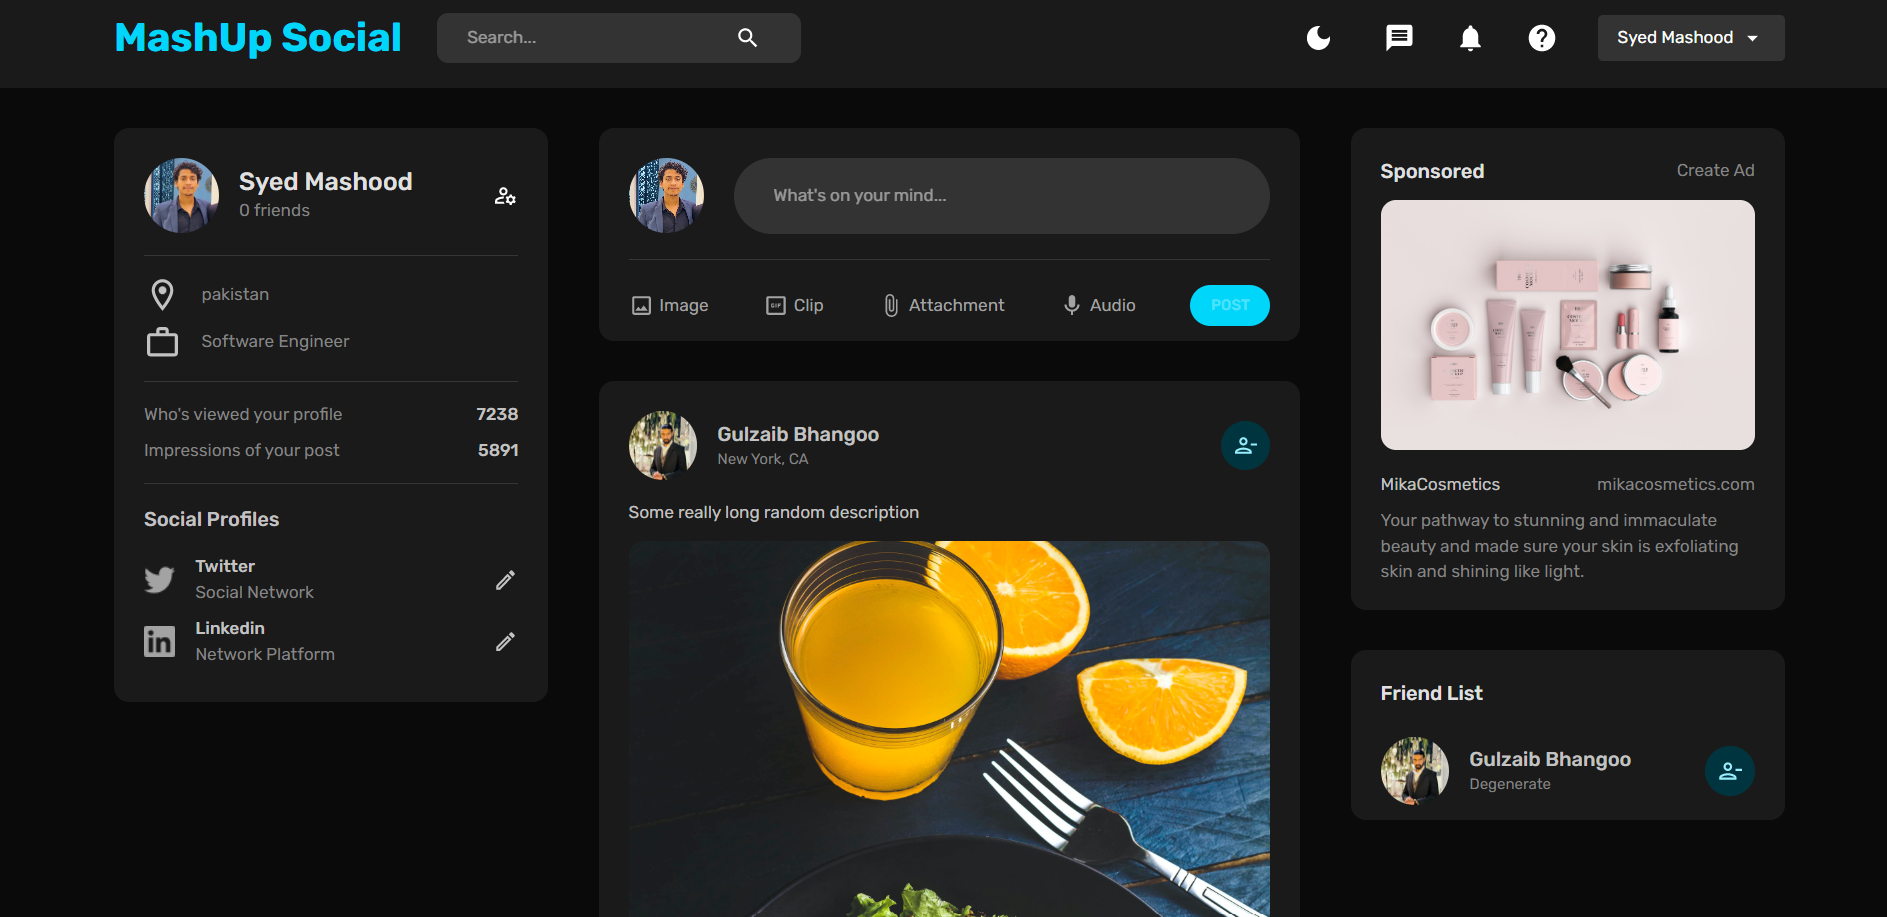 MashUp Social
Search...
Syed Mashood
Syed Mashood
0 friends
pakistan
Software Engineer
Who's viewed your profile 7238
Impressions of your post 5891
Social Profiles
Twitter
Social Network
Linkedin
Network Platform
What's on your mind...
Image
GIF
Clip
Attachment
Audio
POST
Gulzaib Bhangoo
New York, CA
Some really long random description
Sponsored
Create Ad
MikaCosmetics
mikacosmetics.com
Your pathway to stunning and immaculate
beauty and made sure your skin is exfoliating
skin and shining like light.
Friend List
Gulzaib Bhangoo
Degenerate